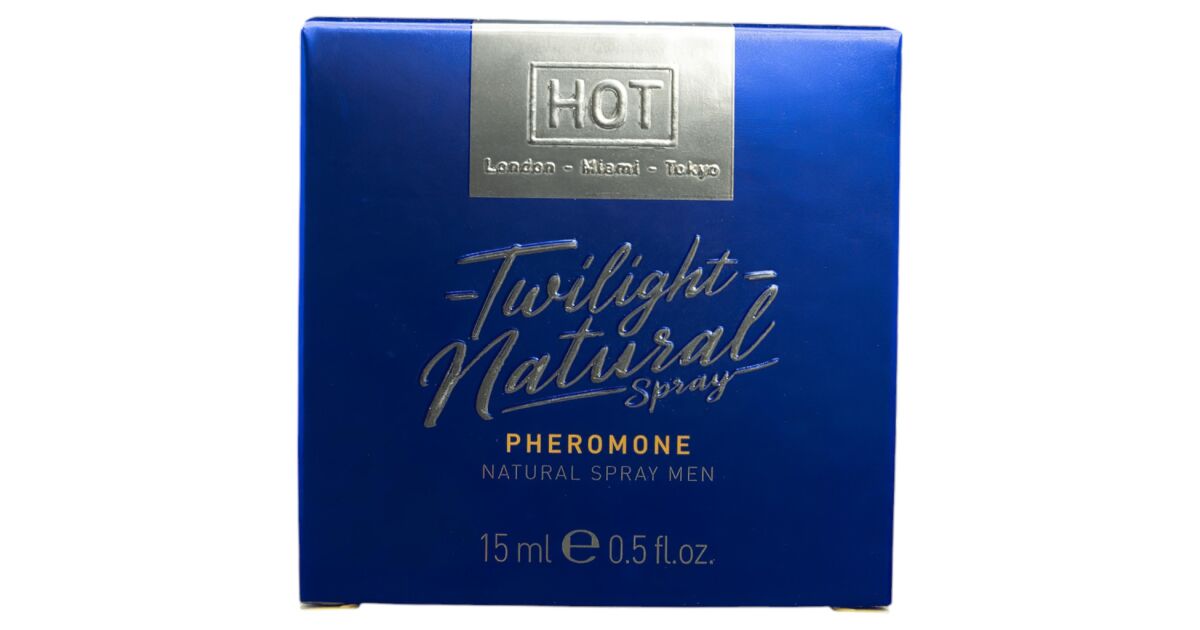 HOT
London - Miami - Tokyo
-Twilight-
Natural
Spray
PHEROMONE
NATURAL SPRAY MEN
15 ml ℮ 0.5 fl.oz.